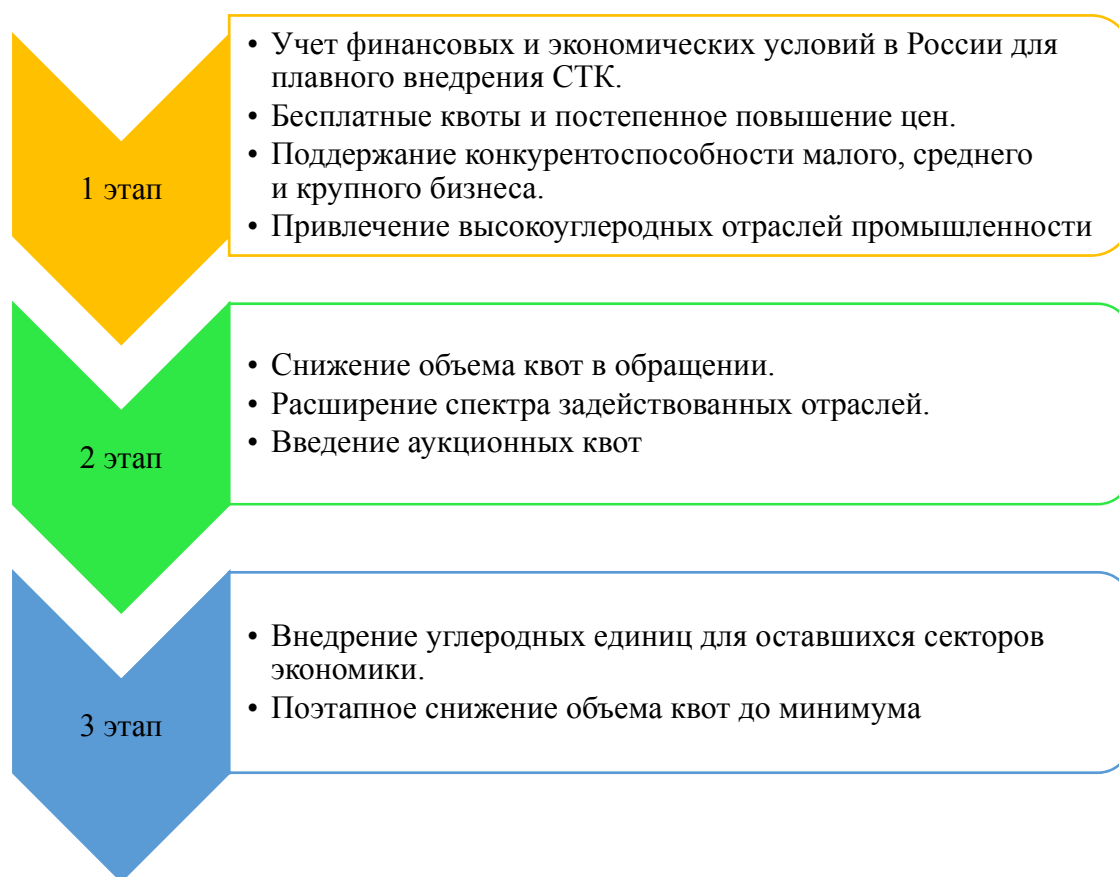 1 этап
• Учет финансовых и экономических условий в России для
плавного внедрения СТК.
• Бесплатные квоты и постепенное повышение цен.
• Поддержание конкурентоспособности малого, среднего
и крупного бизнеса.
• Привлечение высокоуглеродных отраслей промышленности
2 этап
• Снижение объема квот в обращении.
• Расширение спектра задействованных отраслей.
• Введение аукционных квот
3 этап
• Внедрение углеродных единиц для оставшихся секторов
экономики.
• Поэтапное снижение объема квот до минимума